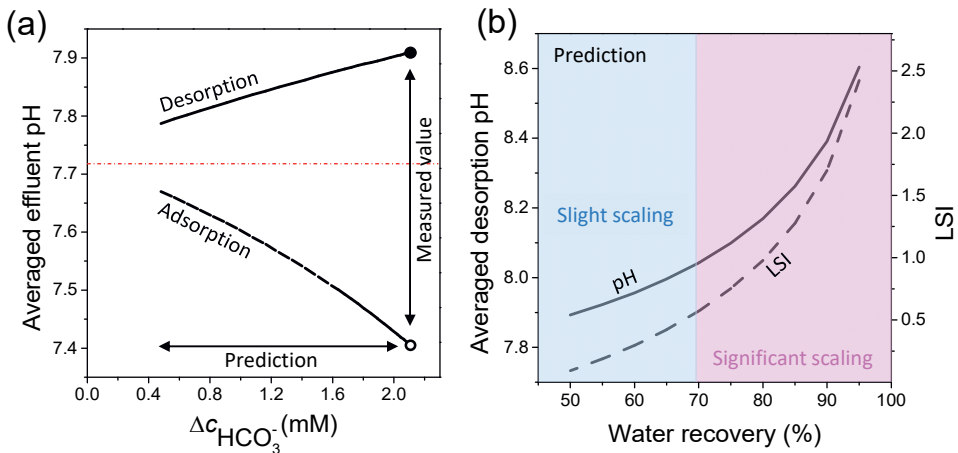 (a)
Averaged effluent pH
7.9
7.8
7.7
7.6
7.5
7.4
Desorption
Adsorption
Measured value
Prediction
0.0 0.4 0.8 1.2 1.6 2.0
Δc HCO₃⁻ (mM)
(b)
Averaged desorption pH
8.6
8.4
8.2
8.0
7.8
Prediction
Slight scaling
pH
LSI
Significant scaling
2.5
2.0
1.5
1.0
0.5
LSI
50 60 70 80 90 100
Water recovery (%)